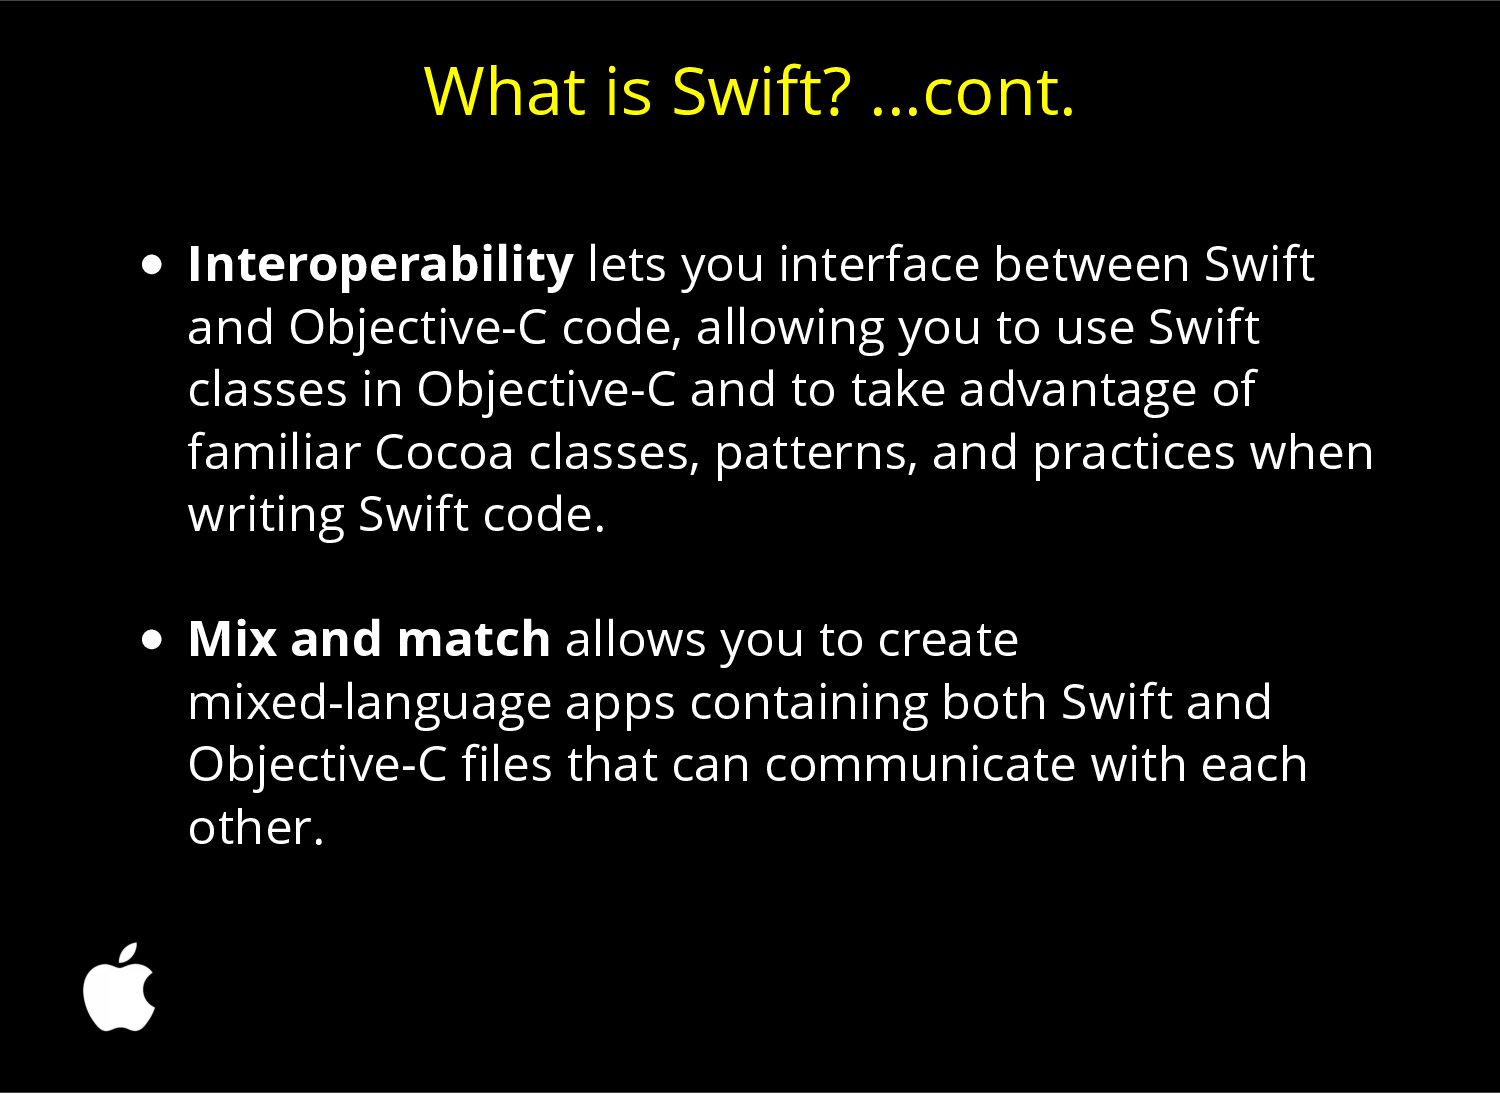 What is Swift? ...cont.
• Interoperability lets you interface between Swift
and Objective-C code, allowing you to use Swift
classes in Objective-C and to take advantage of
familiar Cocoa classes, patterns, and practices when
writing Swift code.
• Mix and match allows you to create
mixed-language apps containing both Swift and
Objective-C files that can communicate with each
other.